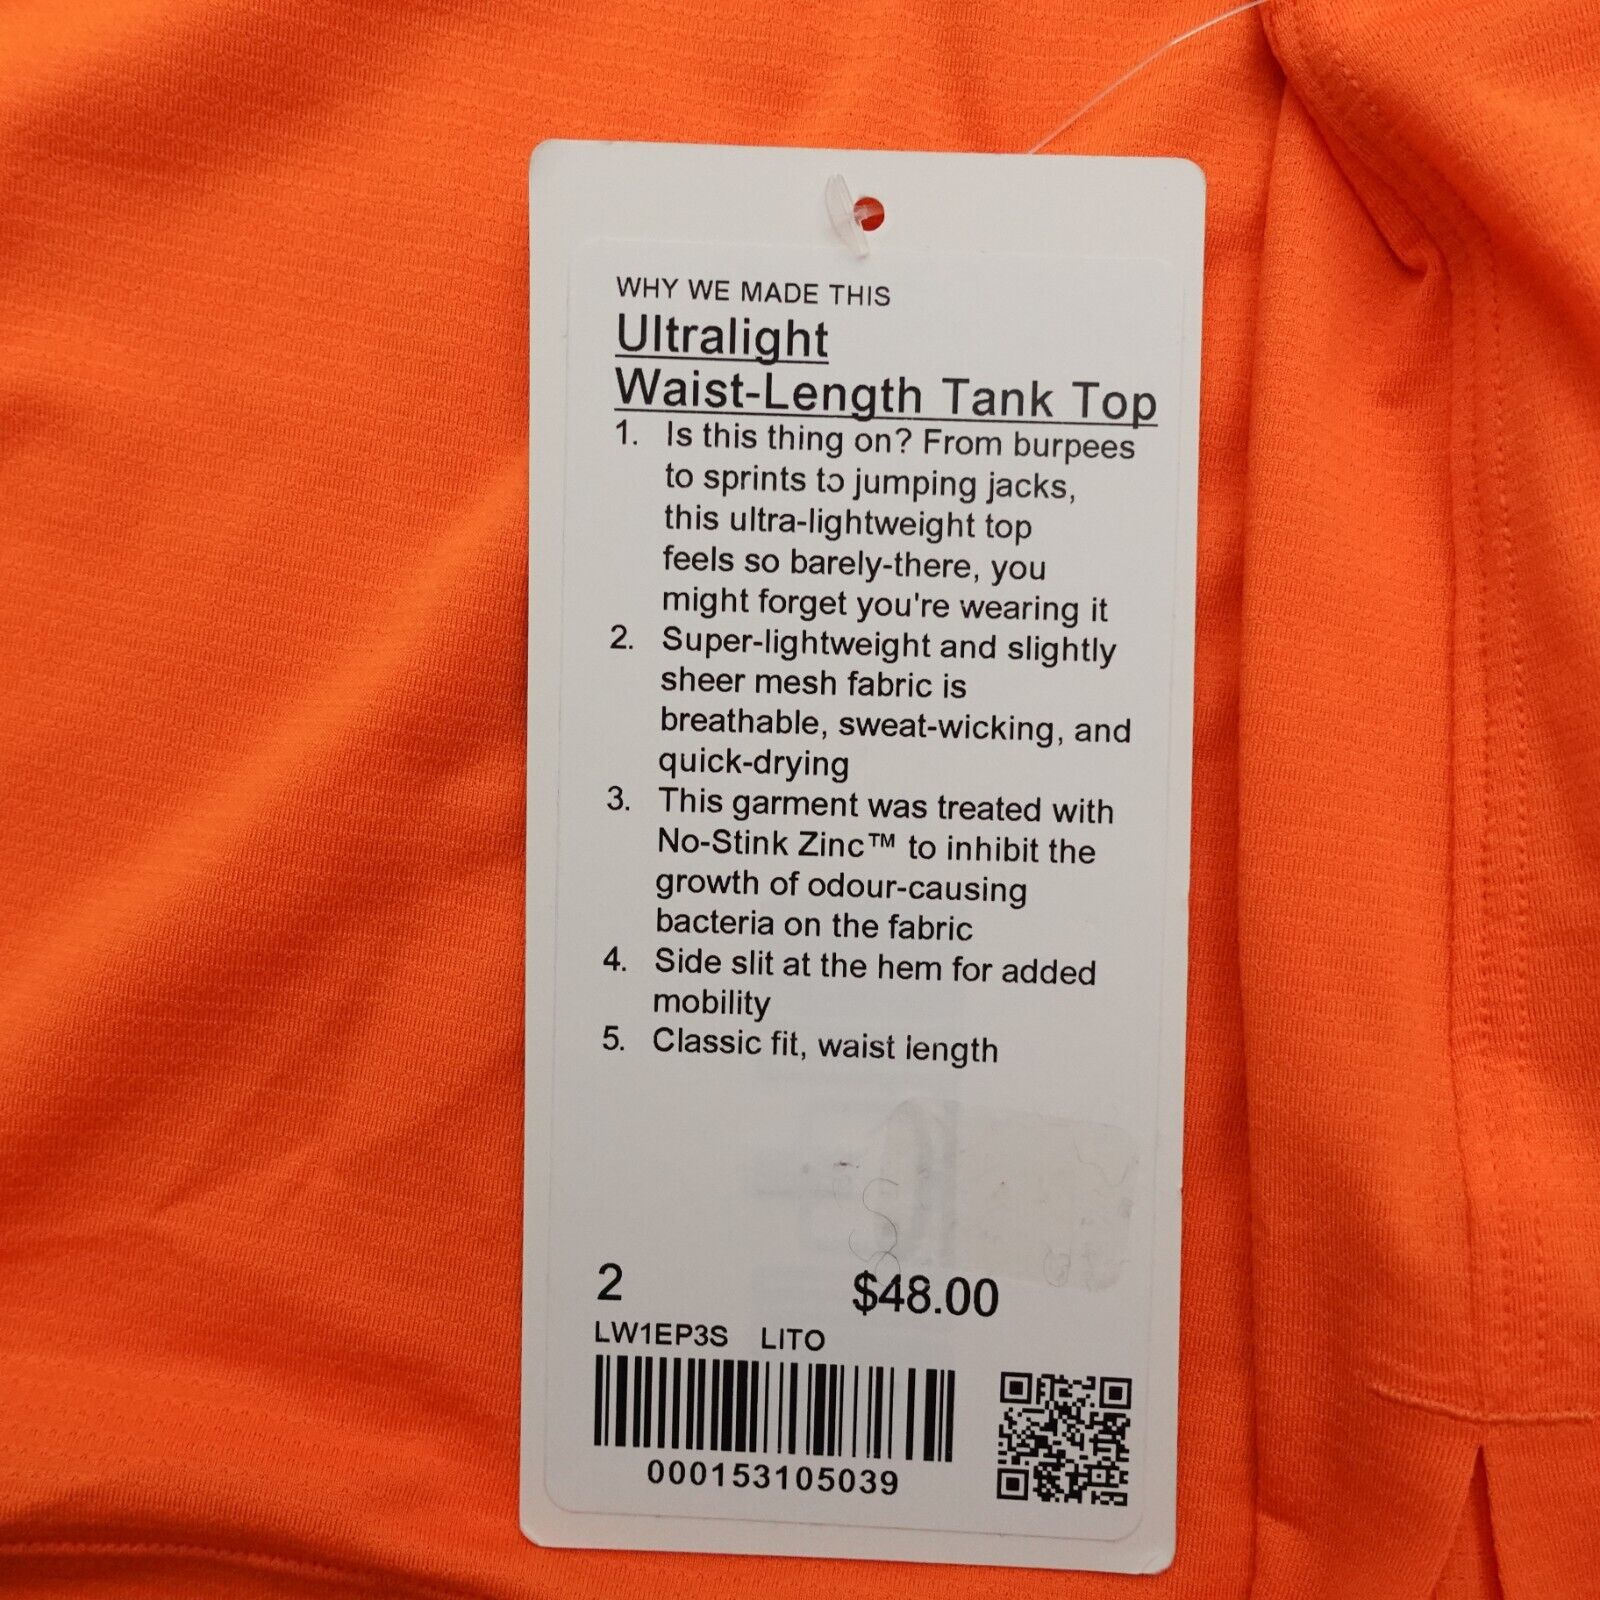 WHY WE MADE THIS
Ultralight
Waist-Length Tank Top
1. Is this thing on? From burpees
to sprints to jumping jacks,
this ultra-lightweight top
feels so barely-there, you
might forget you're wearing it
2. Super-lightweight and slightly
sheer mesh fabric is
breathable, sweat-wicking, and
quick-drying
3. This garment was treated with
No-Stink Zinc™ to inhibit the
growth of odour-causing
bacteria on the fabric
4. Side slit at the hem for added
mobility
5. Classic fit, waist length
2 $48.00
LW1EP3S LITO
000153105039